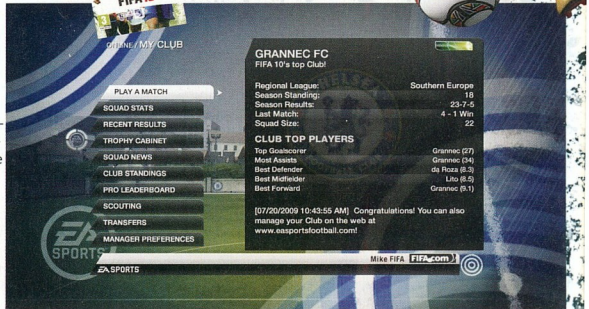 FIFA 10
ONLINE / MY CLUB
PLAY A MATCH
SQUAD STATS
RECENT RESULTS
TROPHY CABINET
SQUAD NEWS
CLUB STANDINGS
PRO LEADERBOARD
SCOUTING
TRANSFERS
MANAGER PREFERENCES
GRANNEC FC
FIFA 10's top Club!
Regional League: Southern Europe
Season Standing: 18
Season Results: 23-7-5
Last Match: 4 - 1 Win
Squad Size: 22
CLUB TOP PLAYERS
Top Goalscorer Grannec (27)
Most Assists Grannec (34)
Best Defender da Roza (8.3)
Best Midfielder Lito (8.5)
Best Forward Grannec (9.1)
[07/20/2009 10:43:55 AM] Congratulations! You can also
manage your Club on the web at
www.easportsfootball.com!
Mike FIFA FIFA.com
EA SPORTS
EA
SPORTS